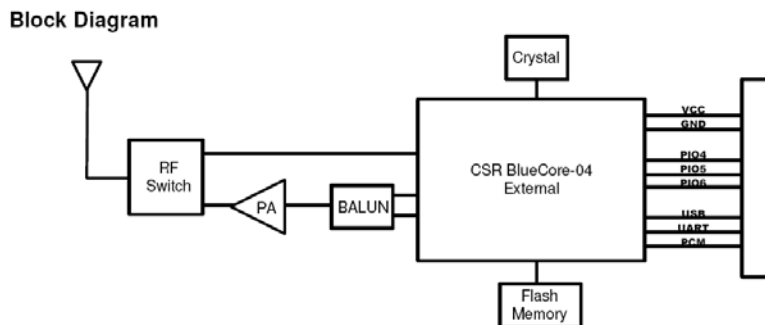 Block Diagram
Crystal
RF
Switch
PA
BALUN
CSR BlueCore-04
External
VCC
GND
PIO4
PIO5
PIO6
USB
UART
PCM
Flash
Memory